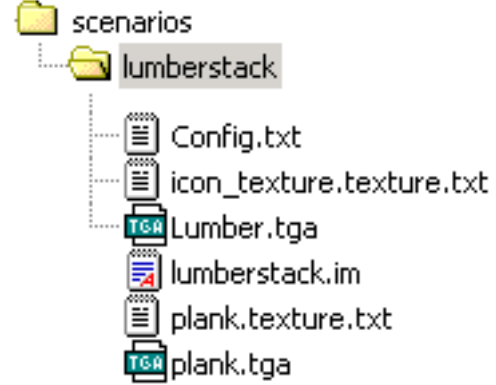 scenarios
lumberstack
Config.txt
icon_texture.texture.txt
TGA Lumber.tga
lumberstack.im
plank.texture.txt
TGA plank.tga